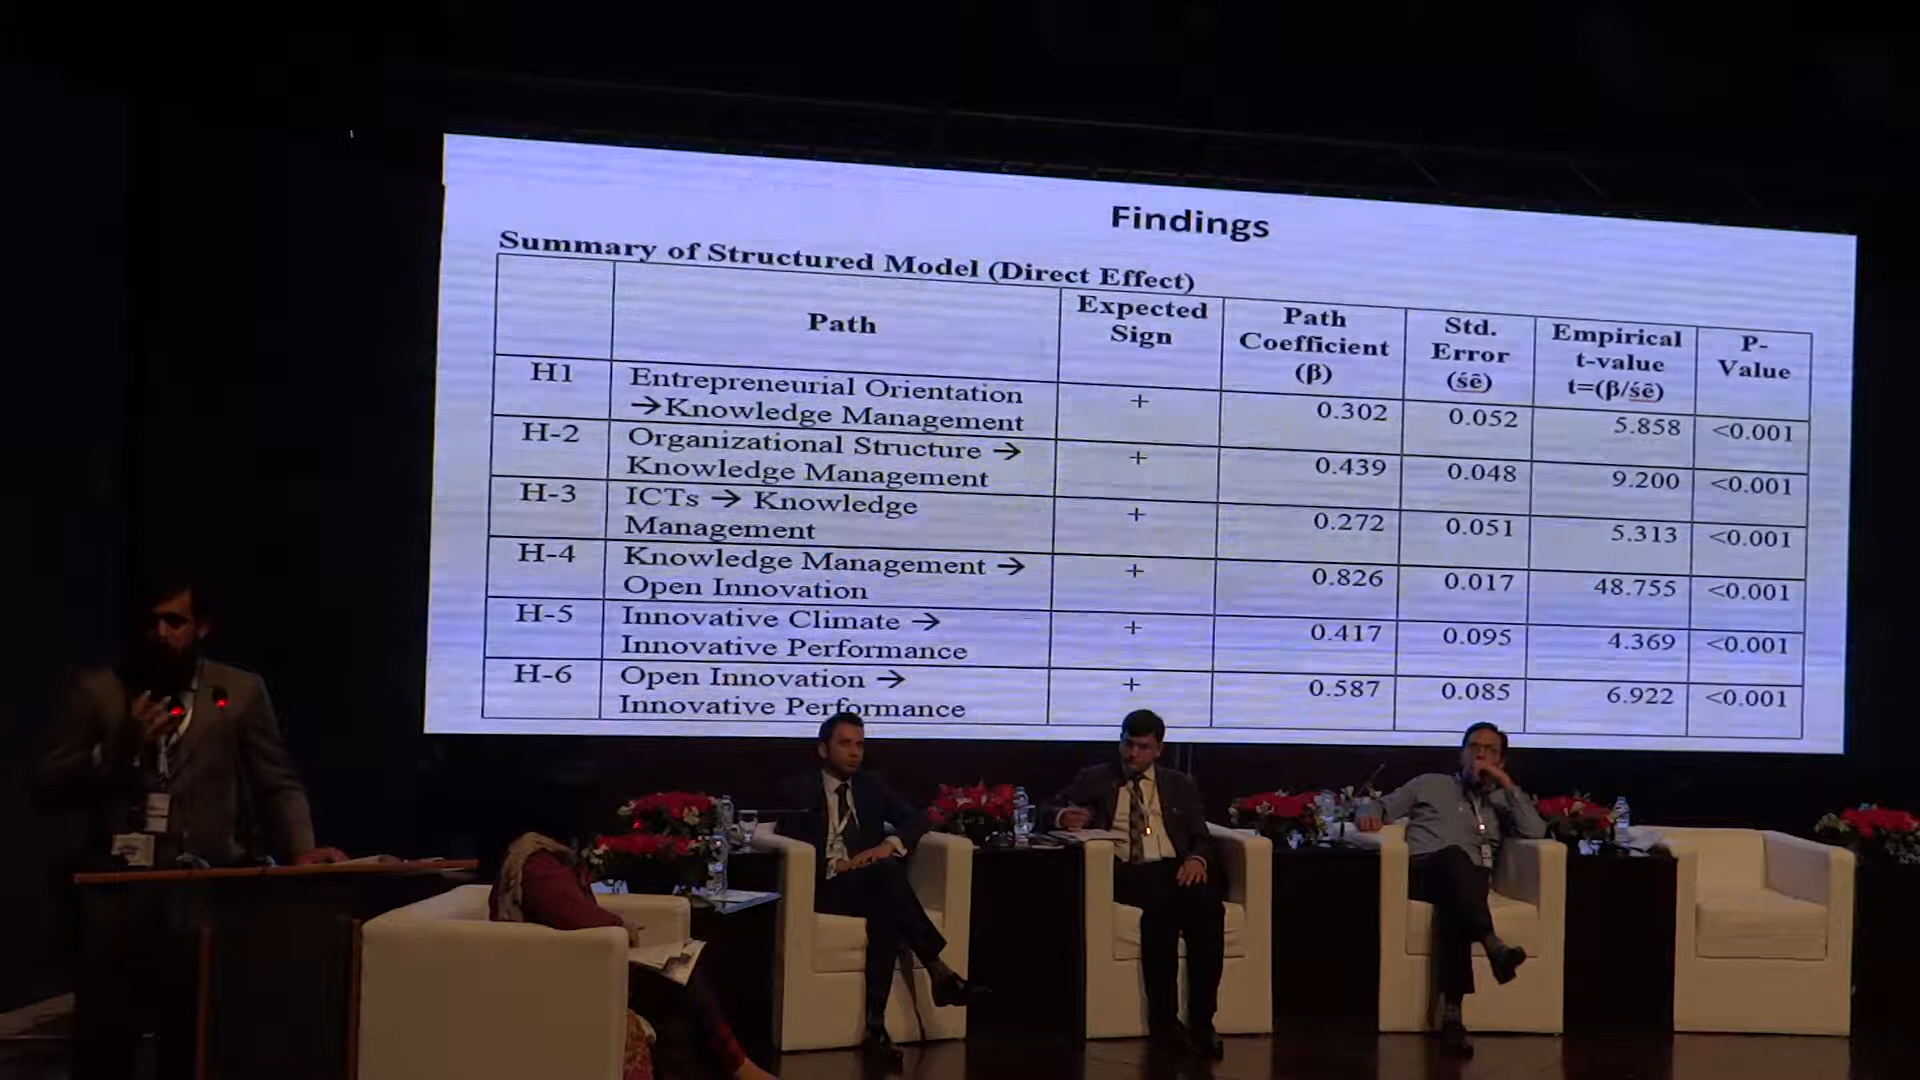 Findings
Summary of Structured Model (Direct Effect)
Path
Expected
Sign
Path
Coefficient
(β)
Std.
Error
(śē)
Empirical
t-value
t=(β/śē)
P-
Value
H1
Entrepreneurial Orientation
→Knowledge Management
+
0.302
0.052
5.858
<0.001
H-2
Organizational Structure →
Knowledge Management
+
0.439
0.048
9.200
<0.001
H-3
ICTs → Knowledge
Management
+
0.272
0.051
5.313
<0.001
H-4
Knowledge Management →
Open Innovation
+
0.826
0.017
48.755
<0.001
H-5
Innovative Climate →
Innovative Performance
+
0.417
0.095
4.369
<0.001
H-6
Open Innovation →
Innovative Performance
+
0.587
0.085
6.922
<0.001